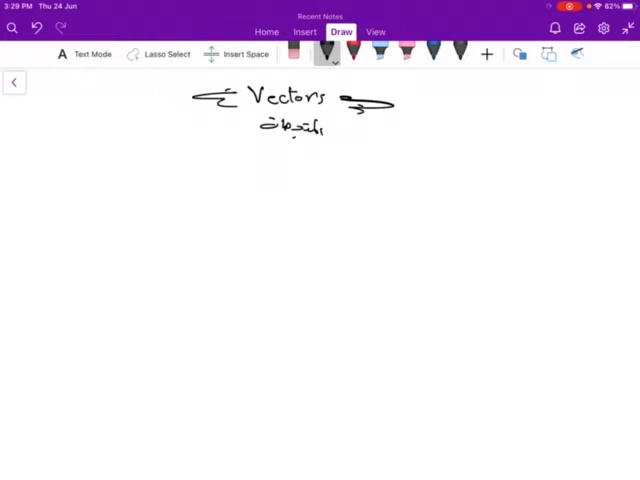 3:29 PM Thu 24 Jun
82%
Recent Notes
Home Insert Draw View
Text Mode Lasso Select Insert Space
Vectors
المتجهات